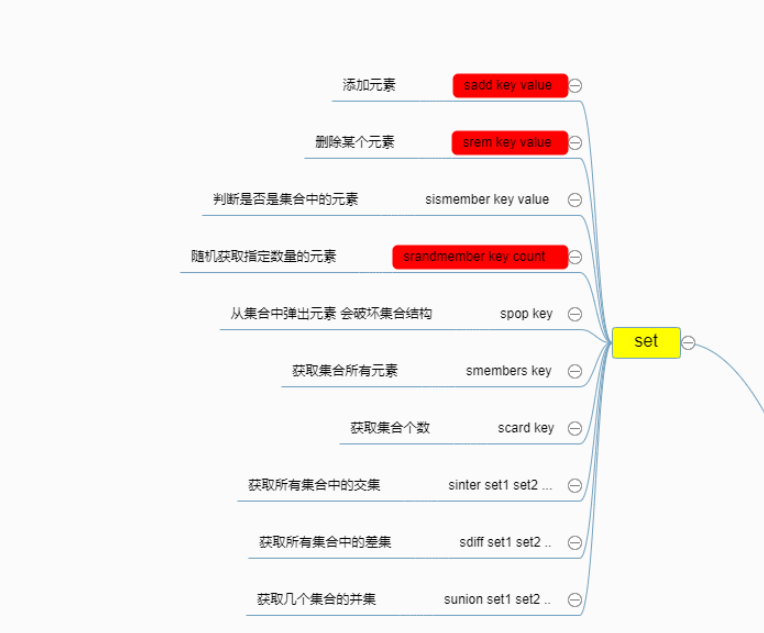 添加元素 sadd key value
删除某个元素 srem key value
判断是否是集合中的元素 sismember key value
随机获取指定数量的元素 srandmember key count
从集合中弹出元素 会破坏集合结构 spop key
set
获取集合所有元素 smembers key
获取集合个数 scard key
获取所有集合中的交集 sinter set1 set2 ...
获取所有集合中的差集 sdiff set1 set2 ..
获取几个集合的并集 sunion set1 set2 ..